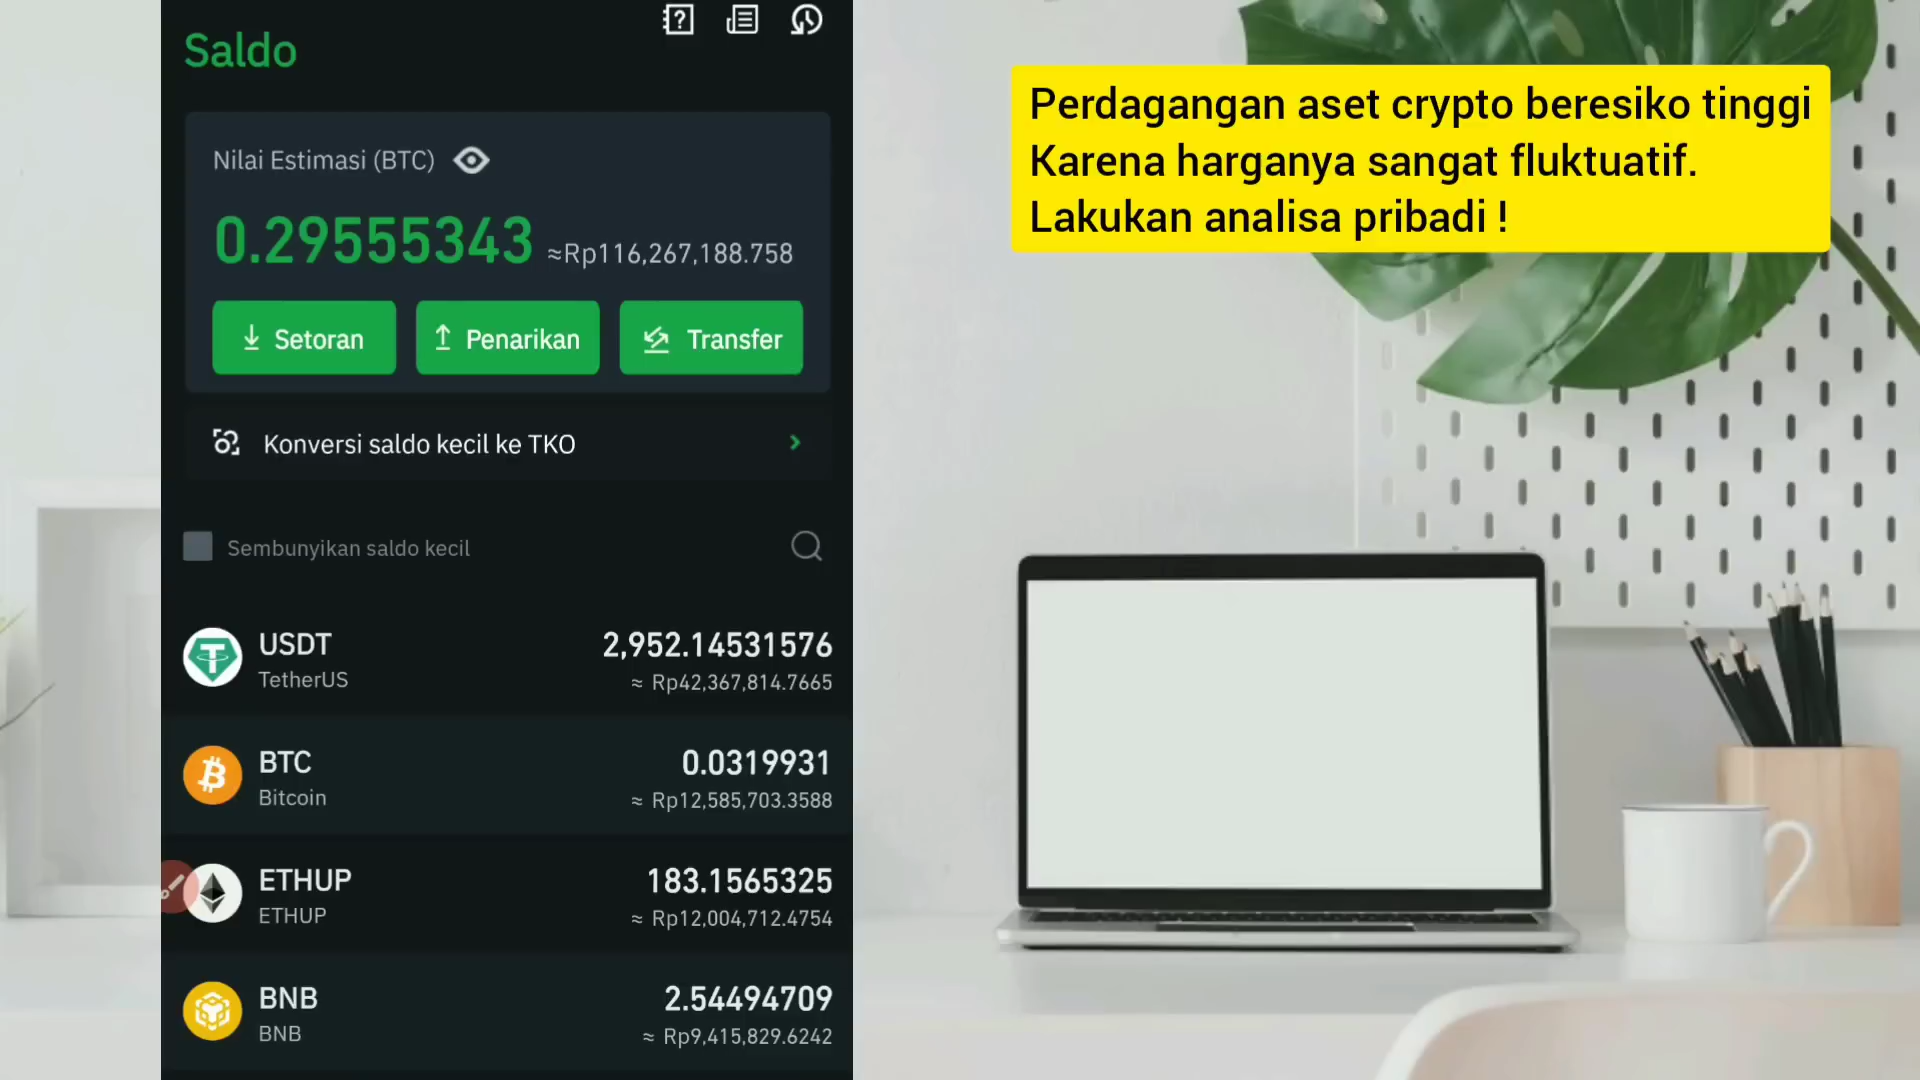 Saldo
Nilai Estimasi (BTC)
0.29555343 ≈Rp116,267,188.758
Setoran
Penarikan
Transfer
Konversi saldo kecil ke TKO
Sembunyikan saldo kecil
USDT 2,952.14531576
TetherUS ≈ Rp42,367,814.7665
BTC 0.0319931
Bitcoin ≈ Rp12,585,703.3588
ETHUP 183.1565325
ETHUP ≈ Rp12,004,712.4754
BNB 2.54494709
BNB ≈ Rp9,415,829.6242
Perdagangan aset crypto beresiko tinggi
Karena harganya sangat fluktuatif.
Lakukan analisa pribadi !